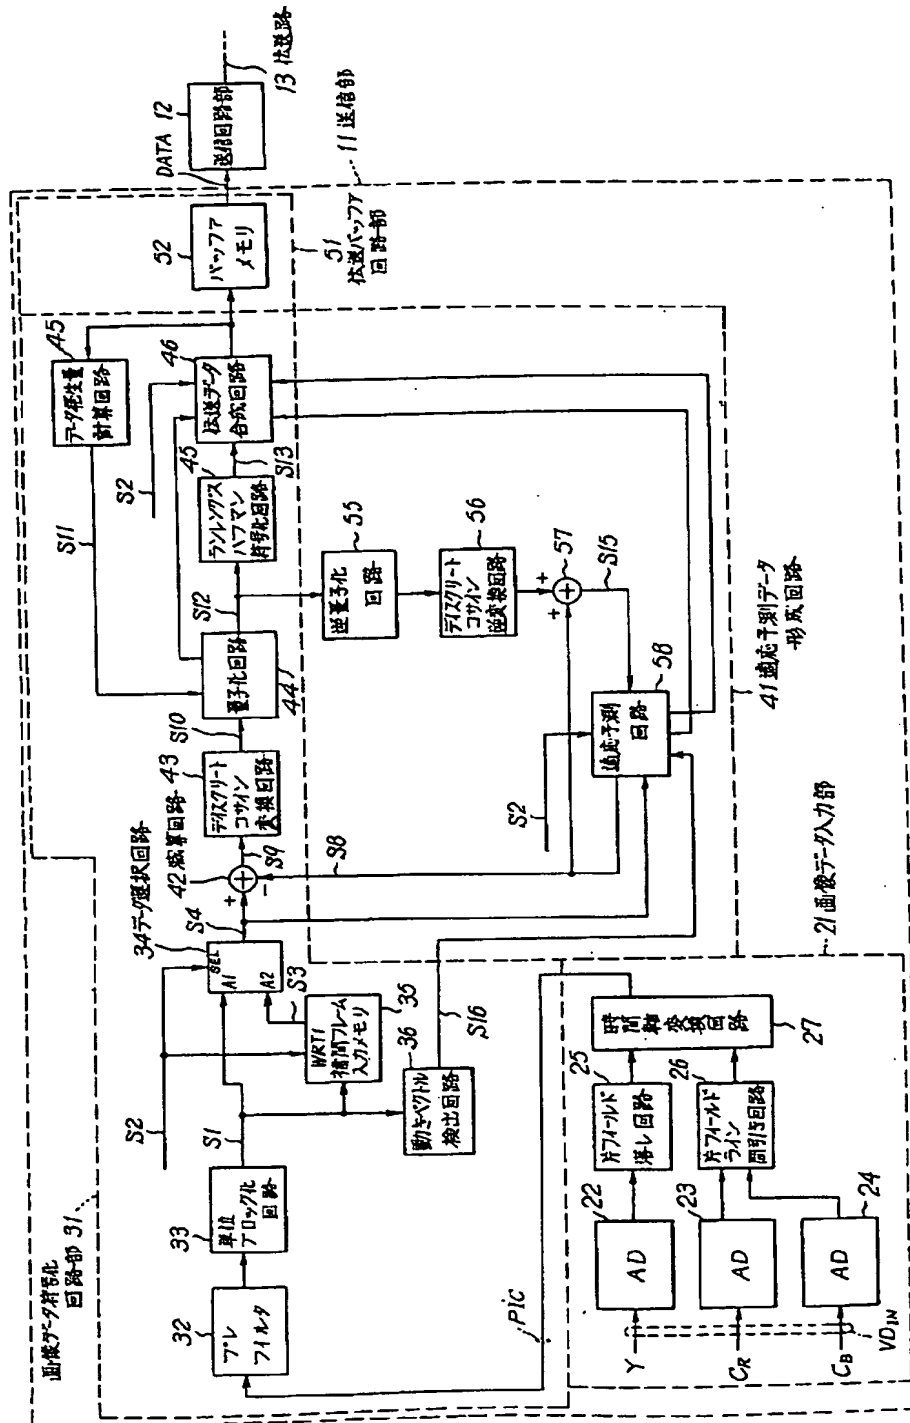 画像データ符号化
回路部 31
32
プレ
フィルタ
33
単位
ブロック化
回路
S1
S2
34 データ選択回路
SEL
A1
A2
S3
S4
WRT1
補間フレーム
入力メモリ
35
36
動きベクトル
検出回路
S16
42 減算回路
+
−
S8
S9
43
ディスクリート
コサイン
変換回路
S10
量子化回路
44
S11
S12
45
ランレングス
ハフマン
符号化回路
S13
S2
46
伝送データ
合成回路
45
データ発生量
計算回路
52
バッファ
メモリ
51
伝送バッファ
回路部
DATA
12
送信回路部
13 伝送路
11 送信部
55
逆量子化
回路
56
ディスクリート
コサイン
逆変換回路
+
+
57
S15
S2
適応予測
回路
58
41 適応予測データ
形成回路
21 画像データ入力部
PIC
Y
CR
CB
VDIN
22
AD
23
AD
24
AD
25
片フィールド
落し回路
26
片フィールド
ライン
間引き回路
時間軸
変換回路
27